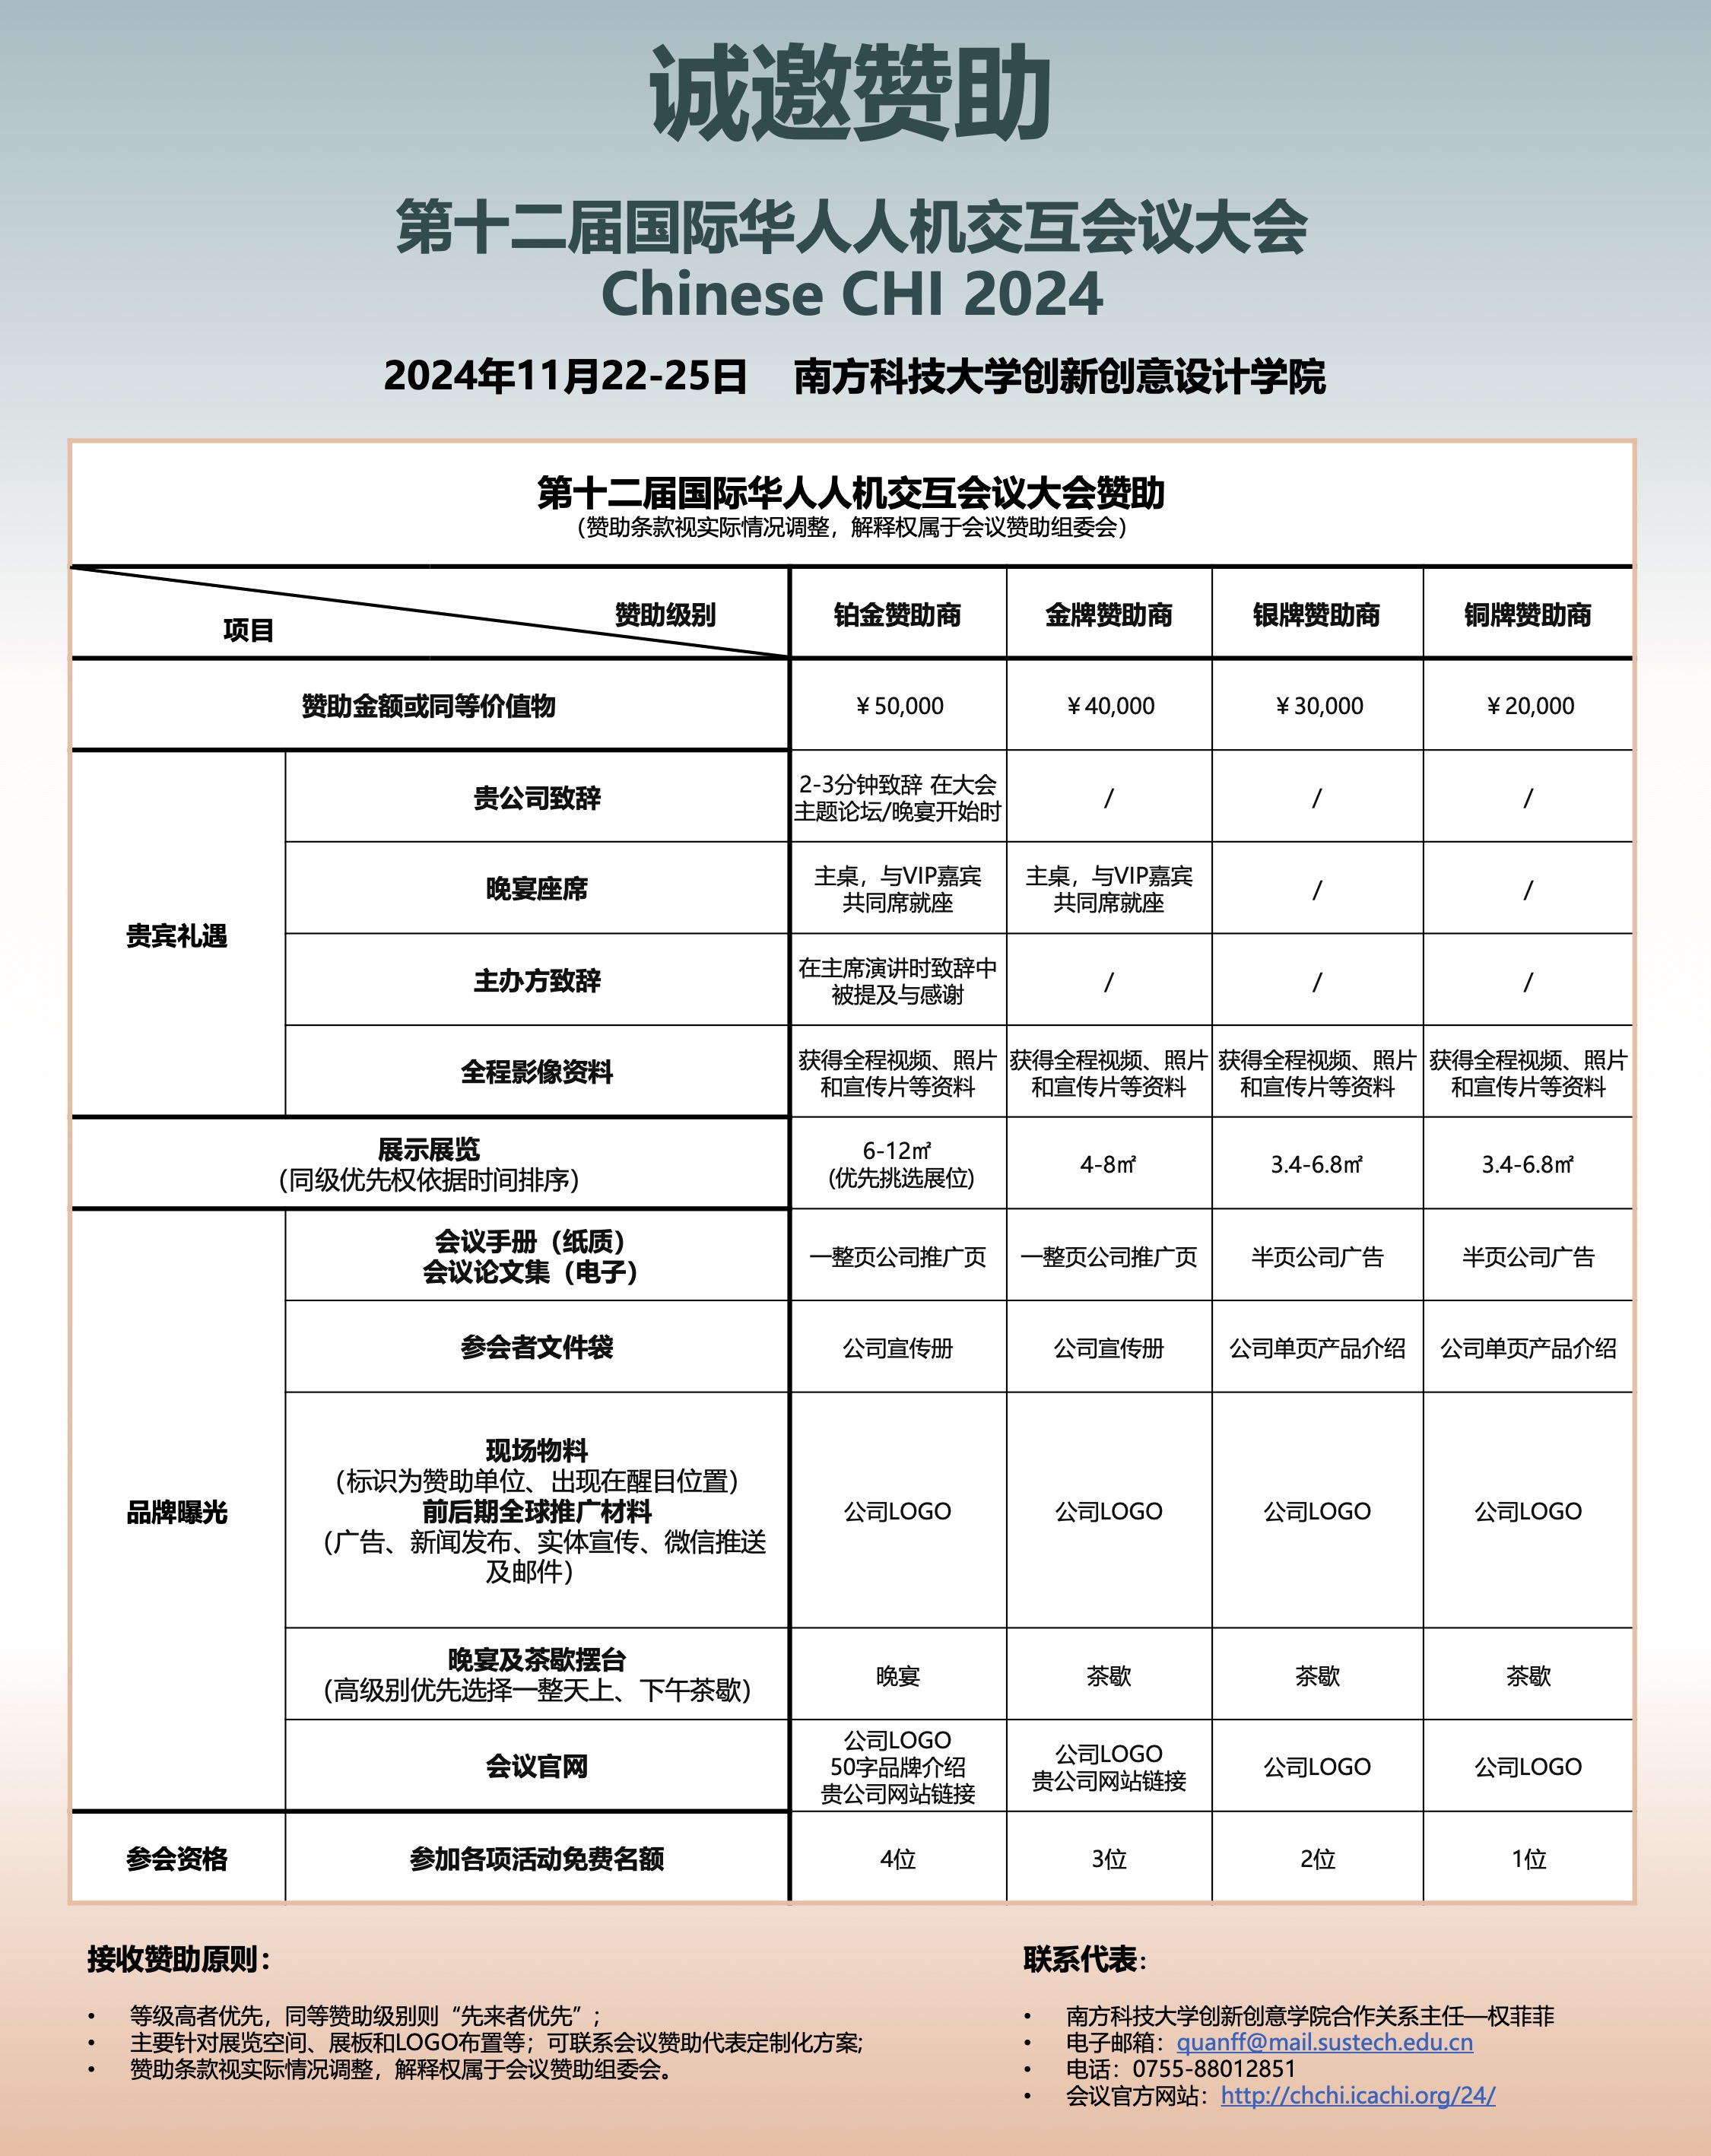 诚邀赞助
第十二届国际华人人机交互会议大会
Chinese CHI 2024
2024年11月22-25日 南方科技大学创新创意设计学院
第十二届国际华人人机交互会议大会赞助
（赞助条款视实际情况调整，解释权属于会议赞助组委会）
项目 赞助级别 铂金赞助商 金牌赞助商 银牌赞助商 铜牌赞助商
赞助金额或同等价值物 ￥50,000 ￥40,000 ￥30,000 ￥20,000
贵宾礼遇
贵公司致辞
2-3分钟致辞 在大会
主题论坛/晚宴开始时
/ / /
晚宴座席
主桌，与VIP嘉宾
共同席就座
主桌，与VIP嘉宾
共同席就座
/ /
主办方致辞
在主席演讲时致辞中
被提及与感谢
/ / /
全程影像资料
获得全程视频、照片
和宣传片等资料
获得全程视频、照片
和宣传片等资料
获得全程视频、照片
和宣传片等资料
获得全程视频、照片
和宣传片等资料
展示展览
（同级优先权依据时间排序）
6-12㎡
(优先挑选展位)
4-8㎡ 3.4-6.8㎡ 3.4-6.8㎡
品牌曝光
会议手册（纸质）
会议论文集（电子）
一整页公司推广页 一整页公司推广页 半页公司广告 半页公司广告
参会者文件袋 公司宣传册 公司宣传册 公司单页产品介绍 公司单页产品介绍
现场物料
（标识为赞助单位、出现在醒目位置）
前后期全球推广材料
（广告、新闻发布、实体宣传、微信推送
及邮件）
公司LOGO 公司LOGO 公司LOGO 公司LOGO
晚宴及茶歇摆台
（高级别优先选择一整天上、下午茶歇）
晚宴 茶歇 茶歇 茶歇
会议官网
公司LOGO
50字品牌介绍
贵公司网站链接
公司LOGO
贵公司网站链接
公司LOGO 公司LOGO
参会资格 参加各项活动免费名额 4位 3位 2位 1位
接收赞助原则：
• 等级高者优先，同等赞助级别则“先来者优先”；
• 主要针对展览空间、展板和LOGO布置等；可联系会议赞助代表定制化方案;
• 赞助条款视实际情况调整，解释权属于会议赞助组委会。
联系代表：
• 南方科技大学创新创意学院合作关系主任—权菲菲
• 电子邮箱：quanff@mail.sustech.edu.cn
• 电话：0755-88012851
• 会议官方网站：http://chchi.icachi.org/24/